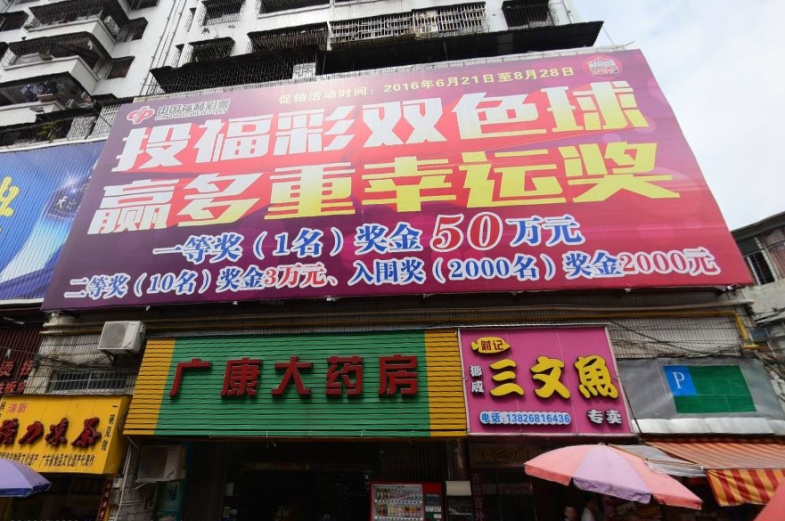 中国福利彩票
促销活动时间：2016年6月21日至8月28日
投福彩双色球
赢多重幸运奖
一等奖（1名）奖金50万元
二等奖（10名）奖金3万元、入围奖（2000名）奖金2000元
广康大药房
财记
挪威
三文魚
电话：13826816436
专卖
P
凉茶